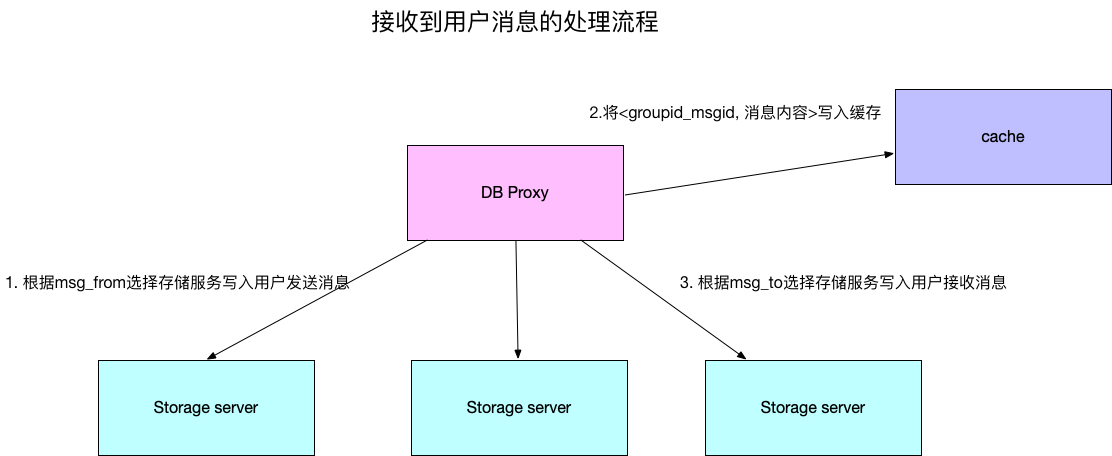 接收到用户消息的处理流程
2.将<groupid_msgid, 消息内容>写入缓存
cache
DB Proxy
1. 根据msg_from选择存储服务写入用户发送消息
3. 根据msg_to选择存储服务写入用户接收消息
Storage server
Storage server
Storage server